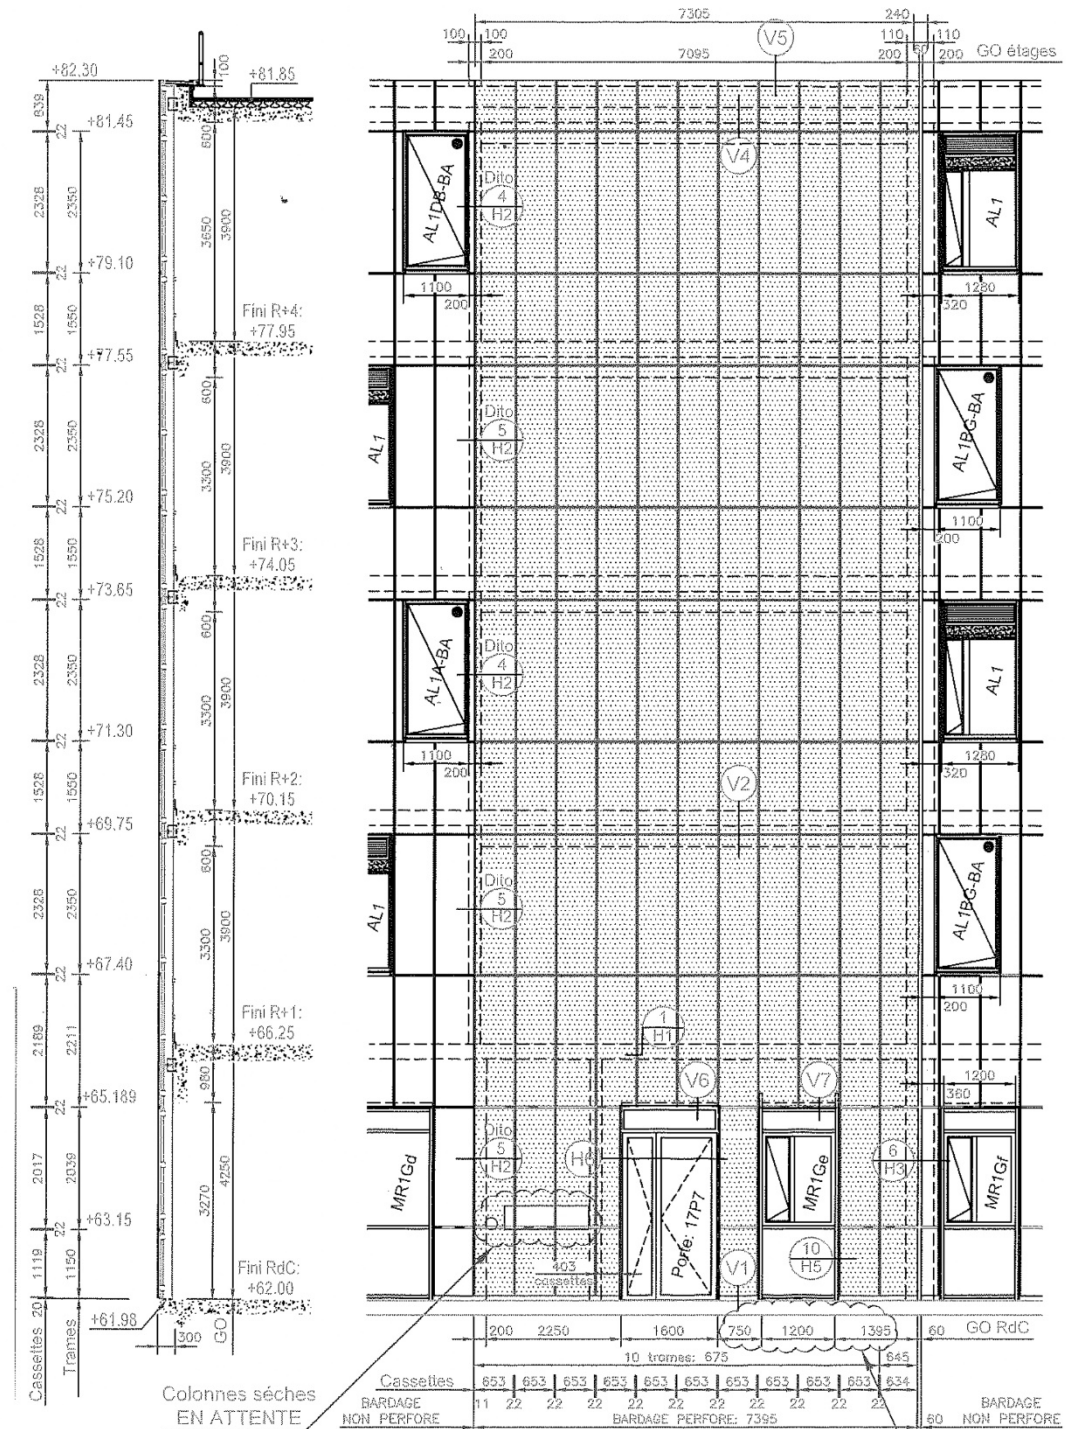 7305
240
V5
100
100
110
110
200
7095
200
60
200
GO étages
+82.30
100
+81.85
839
22
+81.45
600
V4
2328
2350
3650
3900
AL1DB-BA
Dito
4
H2
AL1
22
+79.10
1100
200
1280
320
1528
1550
Fini R+4:
+77.95
22
+77.55
600
2328
2350
3300
3900
AL1
Dito
5
H2
AL1BG-BA
22
+75.20
1100
200
1528
1550
Fini R+3:
+74.05
22
+73.65
600
2328
2350
3300
3900
AL1A-BA
Dito
4
H2
AL1
22
+71.30
1100
200
1280
320
1528
1550
Fini R+2:
+70.15
V2
22
+69.75
600
2328
2350
3300
3900
AL1
Dito
5
H2
AL1BG-BA
22
+67.40
1100
200
2189
2211
Fini R+1:
+66.25
1
H1
980
V6
V7
1200
360
22
+65.189
2017
2039
3270
4250
MR1Gd
Dito
5
H2
H6
MR1Ge
6
H3
MR1Gf
22
+63.15
Porte: 17P7
10
H5
1119
1150
Fini RdC:
+62.00
403
cassettes
V1
20
+61.98
300
GO
Cassettes
Trames
200
2250
1600
750
1200
1395
60
GO RdC
10 trames: 675
645
Colonnes séches
EN ATTENTE
Cassettes
653
653
653
653
653
653
653
653
653
653
634
11
22
22
22
22
22
22
22
22
22
22
BARDAGE
NON PERFORE
BARDAGE PERFORE: 7395
60
BARDAGE
NON PERFORE